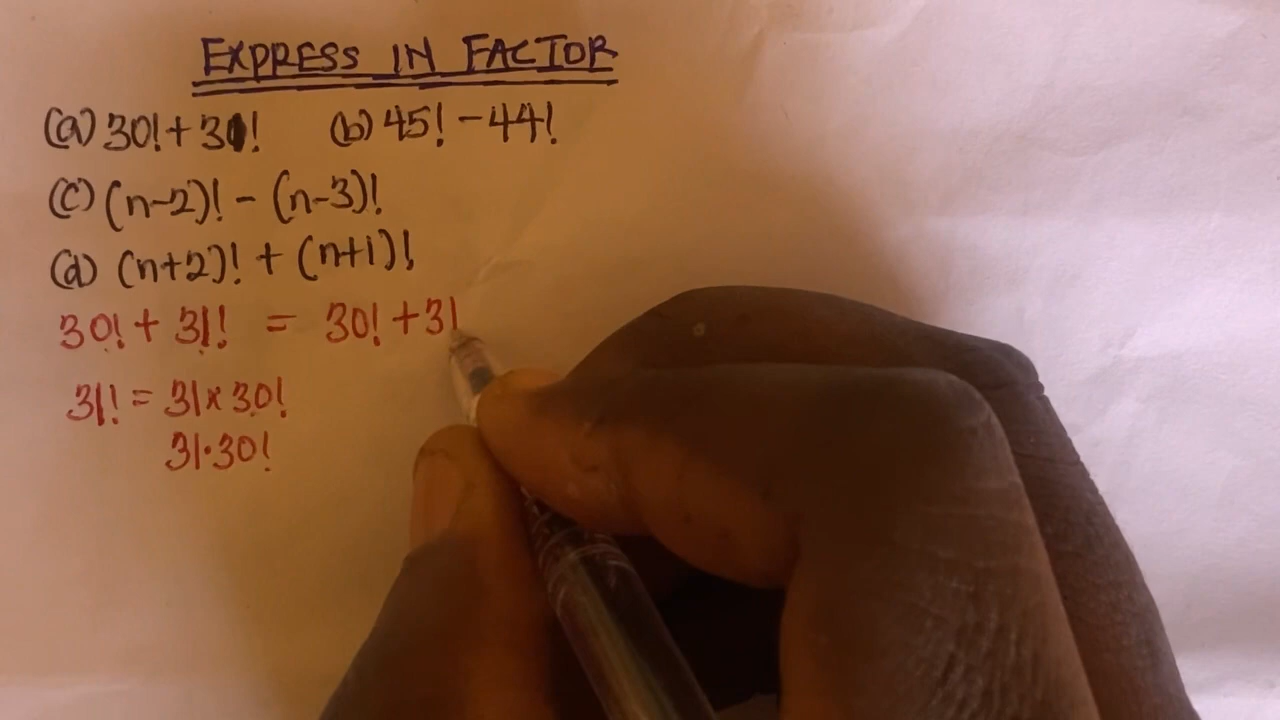 EXPRESS IN FACTOR
(a) 30! + 31! (b) 45! - 44!
(c) (n-2)! - (n-3)!
(d) (n+2)! + (n+1)!
30! + 31! = 30! + 31
31! = 31 x 30!
31·30!